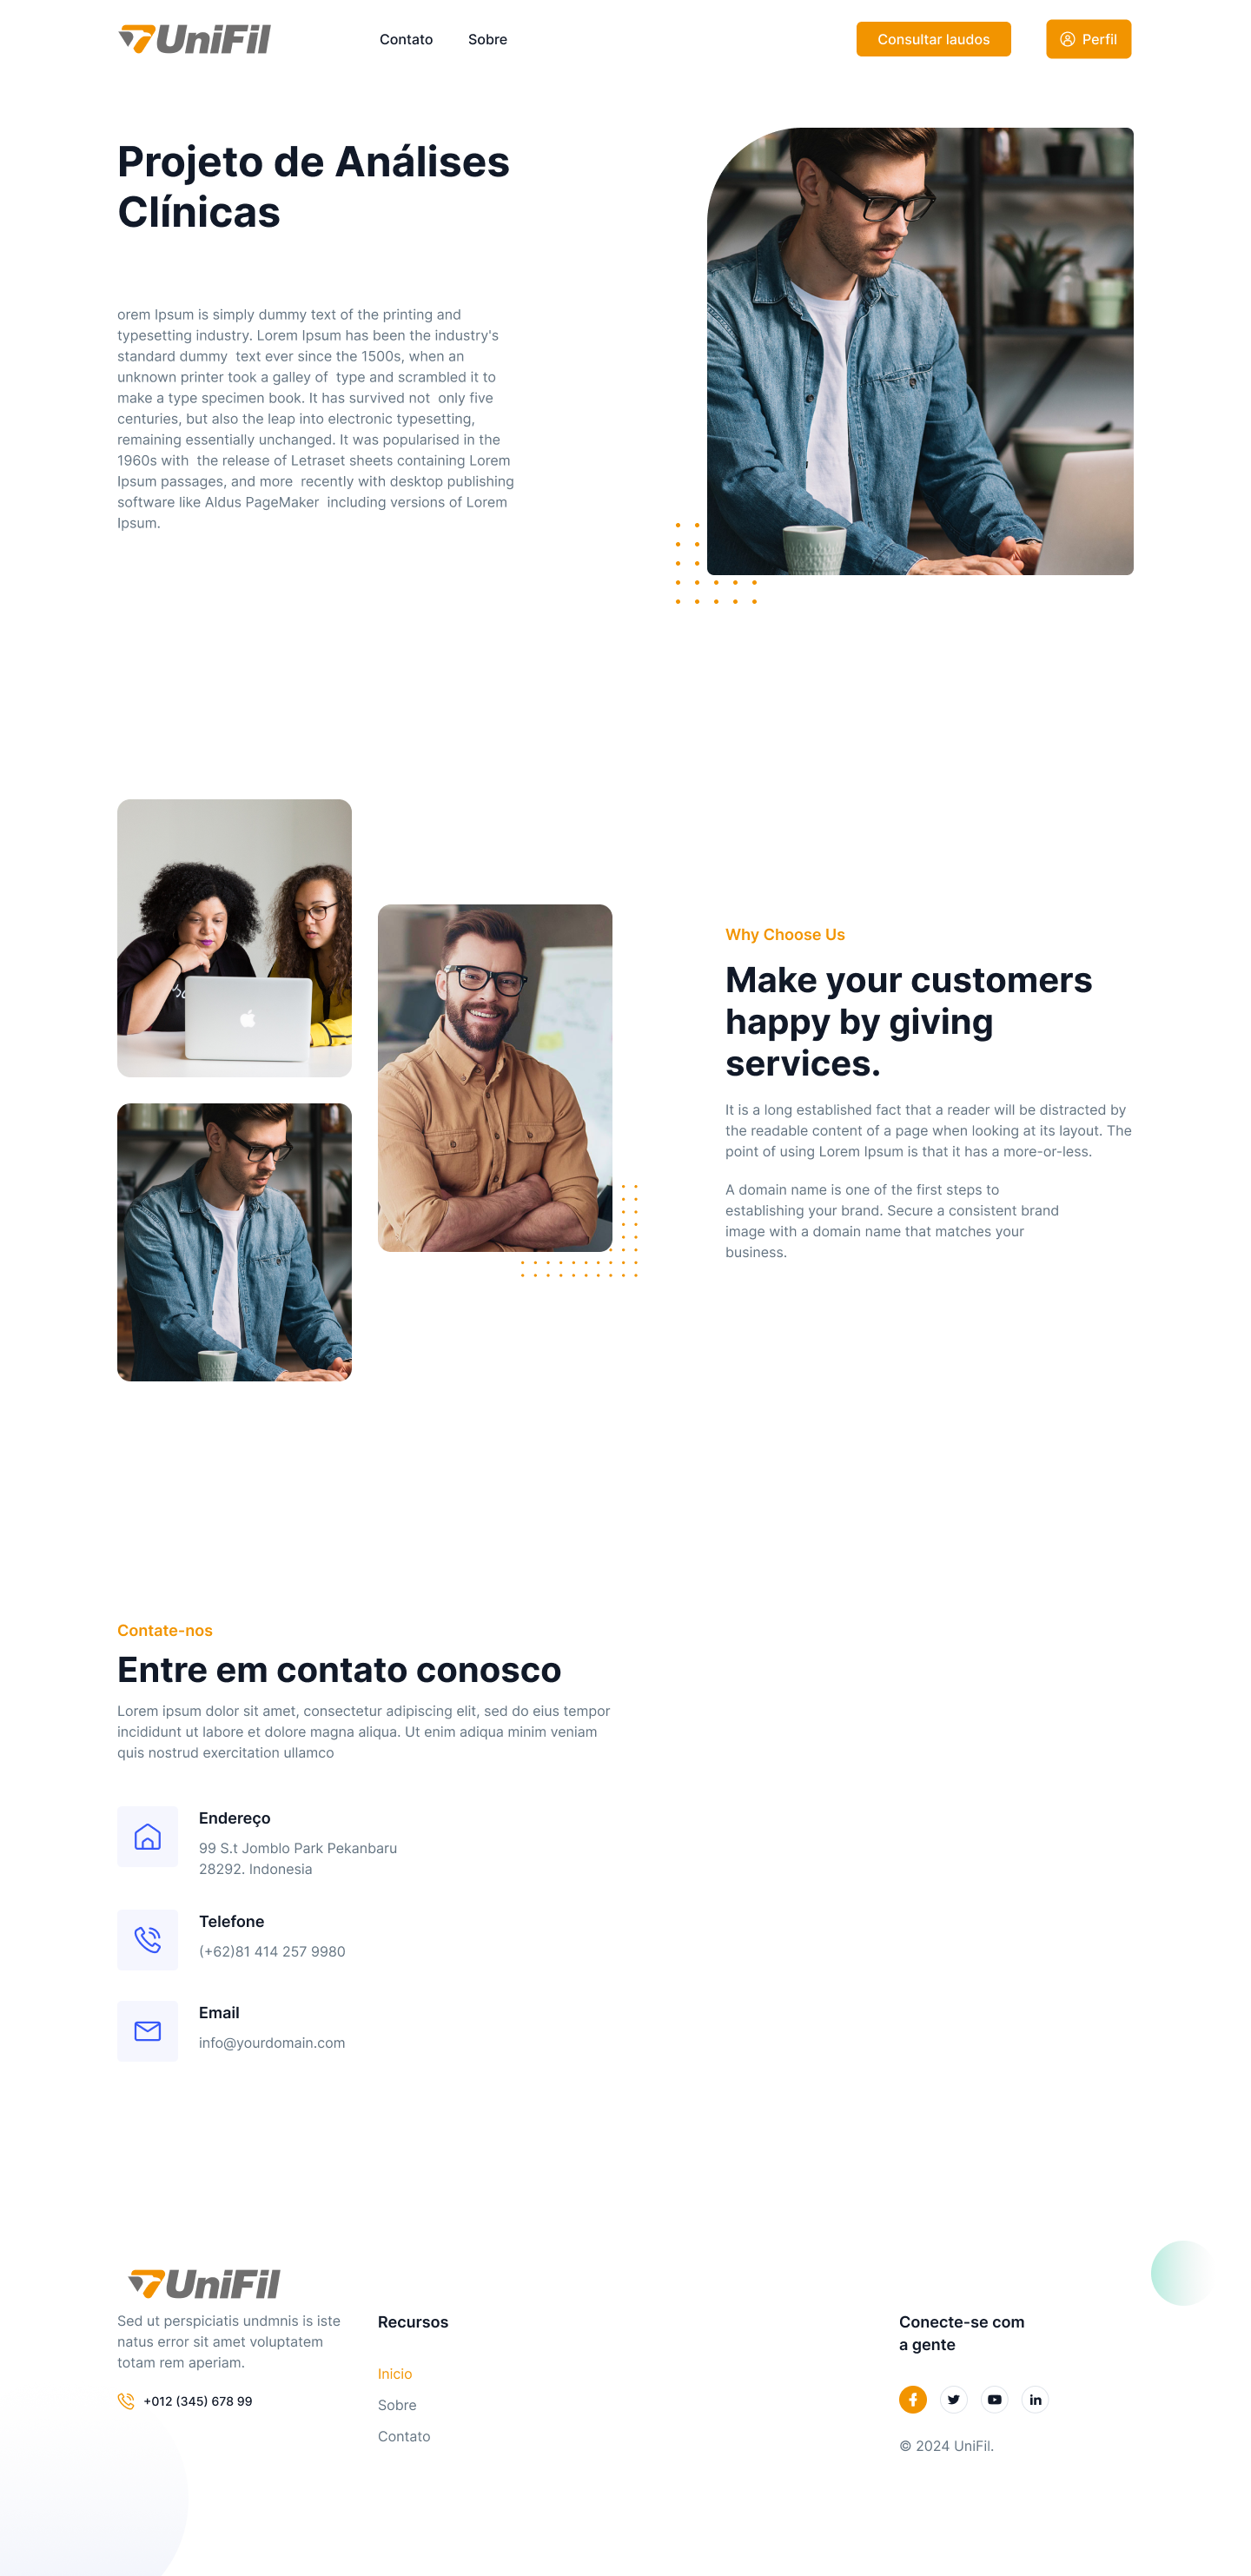 UniFil
Contato
Sobre
Consultar laudos
Perfil
Projeto de Análises
Clínicas
orem Ipsum is simply dummy text of the printing and
typesetting industry. Lorem Ipsum has been the industry's
standard dummy  text ever since the 1500s, when an
unknown printer took a galley of  type and scrambled it to
make a type specimen book. It has survived not  only five
centuries, but also the leap into electronic typesetting,
remaining essentially unchanged. It was popularised in the
1960s with  the release of Letraset sheets containing Lorem
Ipsum passages, and more  recently with desktop publishing
software like Aldus PageMaker  including versions of Lorem
Ipsum.
Why Choose Us
Make your customers
happy by giving
services.
It is a long established fact that a reader will be distracted by
the readable content of a page when looking at its layout. The
point of using Lorem Ipsum is that it has a more-or-less.
A domain name is one of the first steps to
establishing your brand. Secure a consistent brand
image with a domain name that matches your
business.
Contate-nos
Entre em contato conosco
Lorem ipsum dolor sit amet, consectetur adipiscing elit, sed do eius tempor
incididunt ut labore et dolore magna aliqua. Ut enim adiqua minim veniam
quis nostrud exercitation ullamco
Endereço
99 S.t Jomblo Park Pekanbaru
28292. Indonesia
Telefone
(+62)81 414 257 9980
Email
info@yourdomain.com
UniFil
Sed ut perspiciatis undmnis is iste
natus error sit amet voluptatem
totam rem aperiam.
+012 (345) 678 99
Recursos
Inicio
Sobre
Contato
Conecte-se com
a gente
© 2024 UniFil.